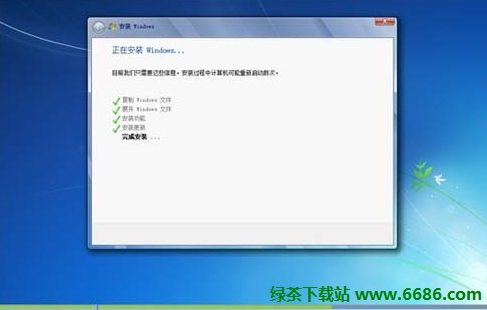 安装 Windows
正在安装 Windows...
目前我们只需要这些信息。安装过程中计算机可能重新启动数次。
复制 Windows 文件
展开 Windows 文件
安装功能
安装更新
完成安装 ...
绿茶下载站 www.6686.com